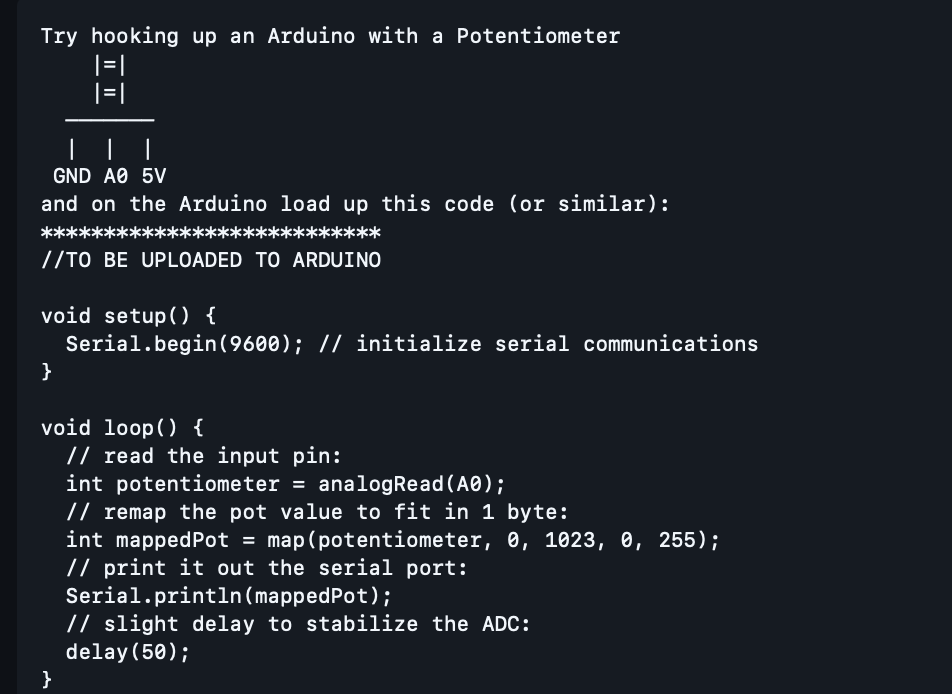 Try hooking up an Arduino with a Potentiometer
    |=|
    |=|
  ———————
  |  |  |
 GND A0 5V
and on the Arduino load up this code (or similar):
***************************
//TO BE UPLOADED TO ARDUINO

void setup() {
  Serial.begin(9600); // initialize serial communications
}

void loop() {
  // read the input pin:
  int potentiometer = analogRead(A0);
  // remap the pot value to fit in 1 byte:
  int mappedPot = map(potentiometer, 0, 1023, 0, 255);
  // print it out the serial port:
  Serial.println(mappedPot);
  // slight delay to stabilize the ADC:
  delay(50);
}